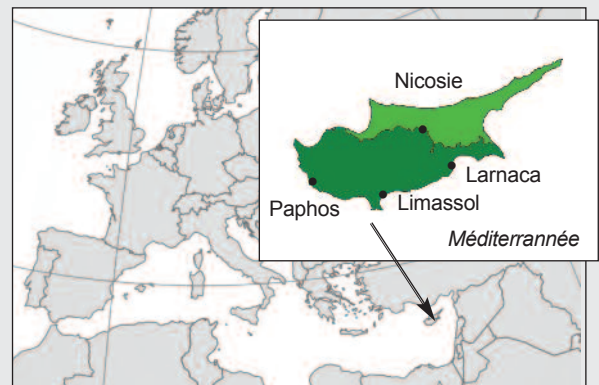 Nicosie
Larnaca
Paphos
Limassol
Méditerrannée